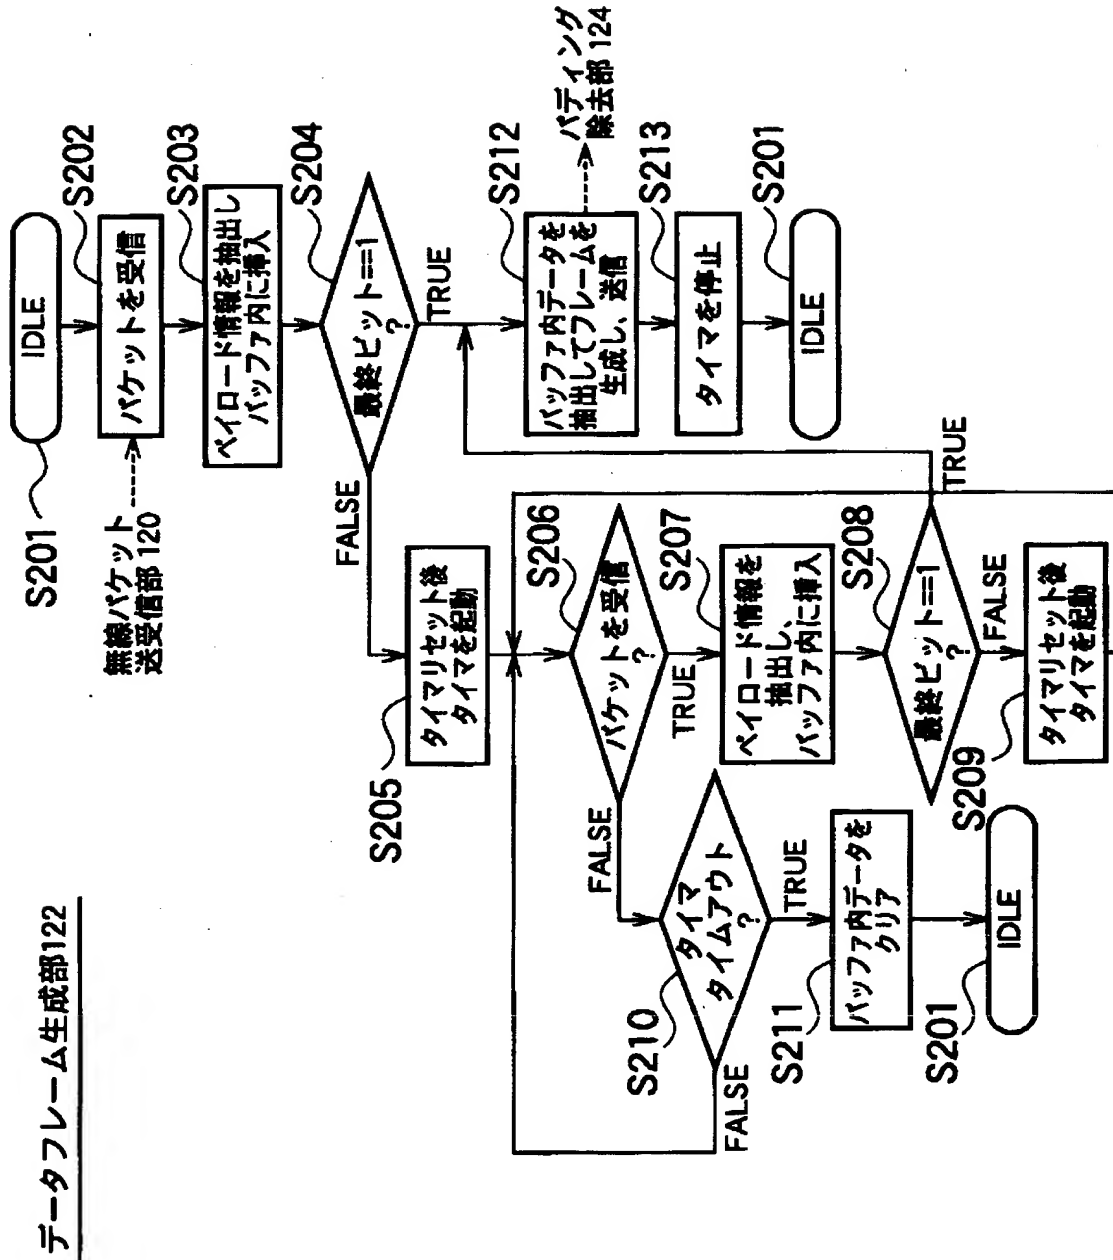 データフレーム生成部122
IDLE
S201
無線パケット
送受信部 120
パケットを受信
S202
ペイロード情報を抽出し
バッファ内に挿入
S203
最終ビット==1
?
S204
FALSE
TRUE
タイマリセット後
タイマを起動
S205
パケットを受信
?
S206
FALSE
TRUE
ペイロード情報を
抽出し、
バッファ内に挿入
S207
最終ビット==1
?
S208
TRUE
FALSE
タイマリセット後
タイマを起動
S209
タイマ
タイムアウト
?
S210
FALSE
TRUE
バッファ内データを
クリア
S211
IDLE
S201
バッファ内データを
抽出してフレームを
生成し、送信
S212
パディング
除去部 124
タイマを停止
S213
IDLE
S201